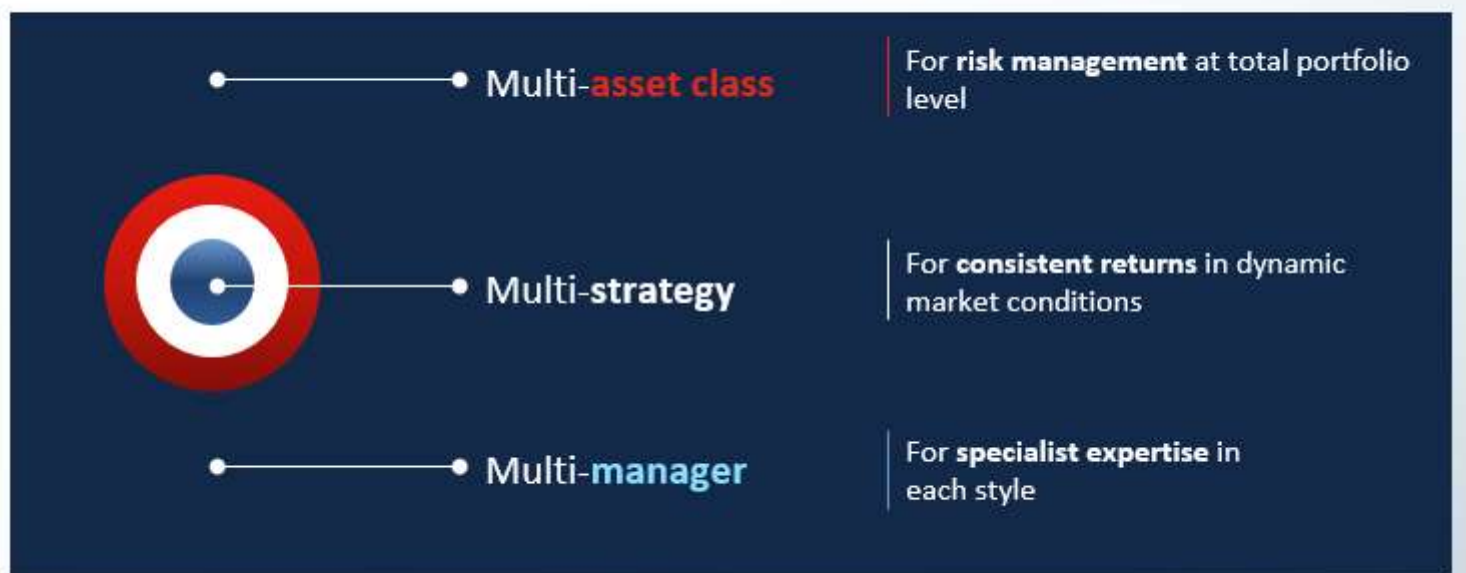 Multi-asset class
For risk management at total portfolio
level
Multi-strategy
For consistent returns in dynamic
market conditions
Multi-manager
For specialist expertise in
each style